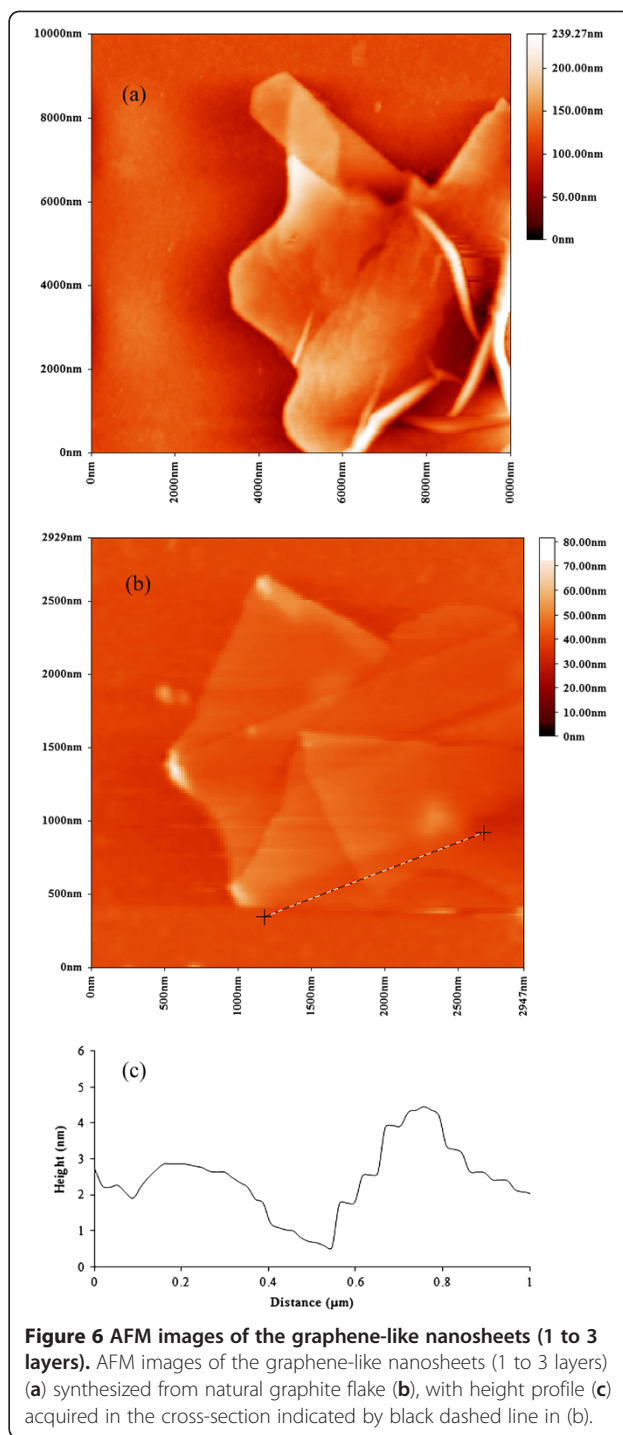 10000nm
8000nm
6000nm
4000nm
2000nm
0nm
(a)
239.27nm
200.00nm
150.00nm
100.00nm
50.00nm
0nm
0nm
2000nm
4000nm
6000nm
8000nm
0000nm
2929nm
2500nm
2000nm
1500nm
1000nm
500nm
0nm
(b)
80.00nm
70.00nm
60.00nm
50.00nm
40.00nm
30.00nm
20.00nm
10.00nm
0nm
0nm
500nm
1000nm
1500nm
2000nm
2500nm
2947nm
(c)
Height (nm)
6
5
4
3
2
1
0
0
0.2
0.4
0.6
0.8
1
Distance (µm)
Figure 6 AFM images of the graphene-like nanosheets (1 to 3
layers). AFM images of the graphene-like nanosheets (1 to 3 layers)
(a) synthesized from natural graphite flake (b), with height profile (c)
acquired in the cross-section indicated by black dashed line in (b).